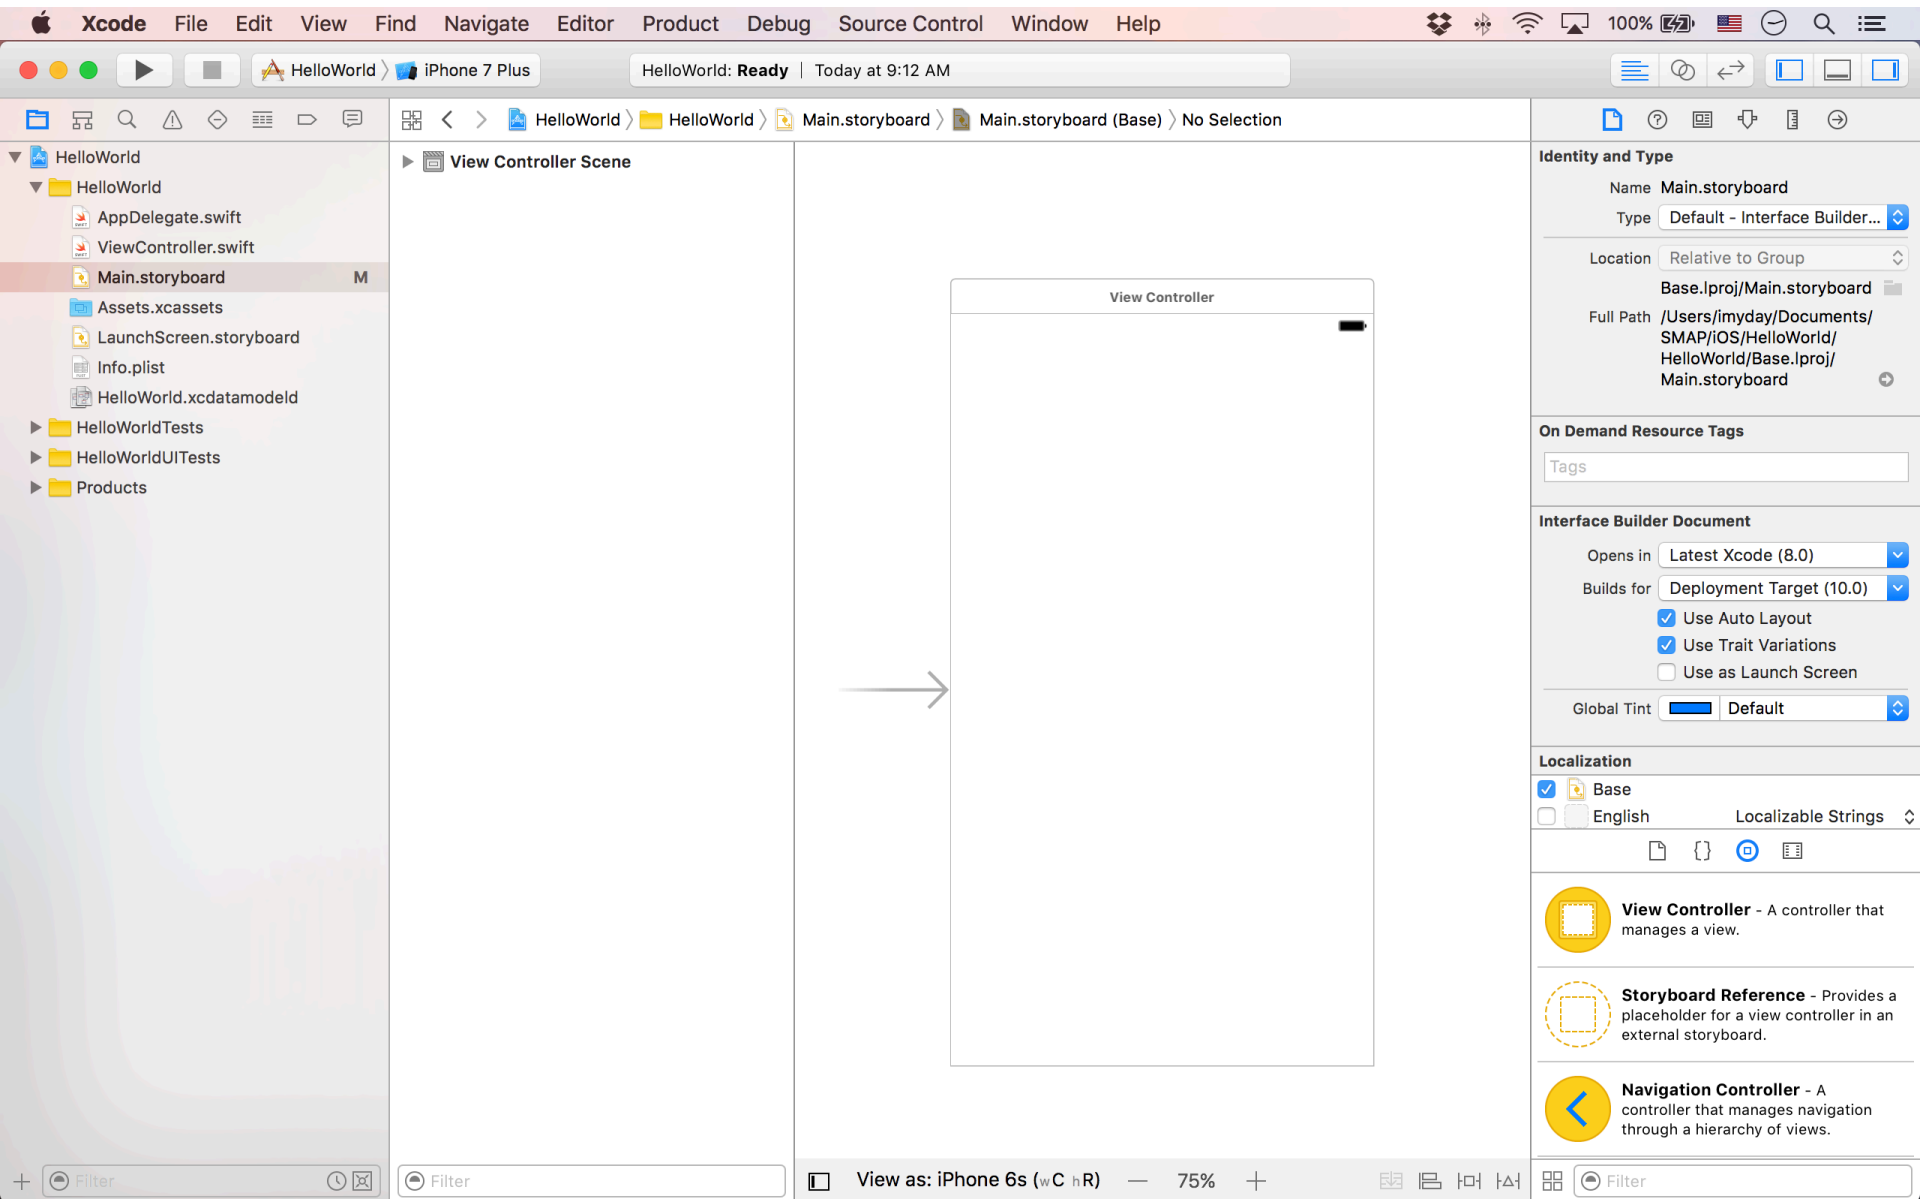 Xcode File Edit View Find Navigate Editor Product Debug Source Control Window Help 100%
HelloWorld iPhone 7 Plus HelloWorld: Ready Today at 9:12 AM
HelloWorld HelloWorld Main.storyboard Main.storyboard (Base) No Selection
HelloWorld
HelloWorld
AppDelegate.swift
ViewController.swift
Main.storyboard M
Assets.xcassets
LaunchScreen.storyboard
Info.plist
HelloWorld.xcdatamodeld
HelloWorldTests
HelloWorldUITests
Products
Filter
View Controller Scene
Filter
View Controller
View as: iPhone 6s (wC hR) 75%
Identity and Type
Name Main.storyboard
Type Default - Interface Builder...
Location Relative to Group
Base.lproj/Main.storyboard
Full Path /Users/imyday/Documents/
SMAP/iOS/HelloWorld/
HelloWorld/Base.lproj/
Main.storyboard
On Demand Resource Tags
Tags
Interface Builder Document
Opens in Latest Xcode (8.0)
Builds for Deployment Target (10.0)
Use Auto Layout
Use Trait Variations
Use as Launch Screen
Global Tint Default
Localization
Base
English Localizable Strings
View Controller - A controller that
manages a view.
Storyboard Reference - Provides a
placeholder for a view controller in an
external storyboard.
Navigation Controller - A
controller that manages navigation
through a hierarchy of views.
Filter